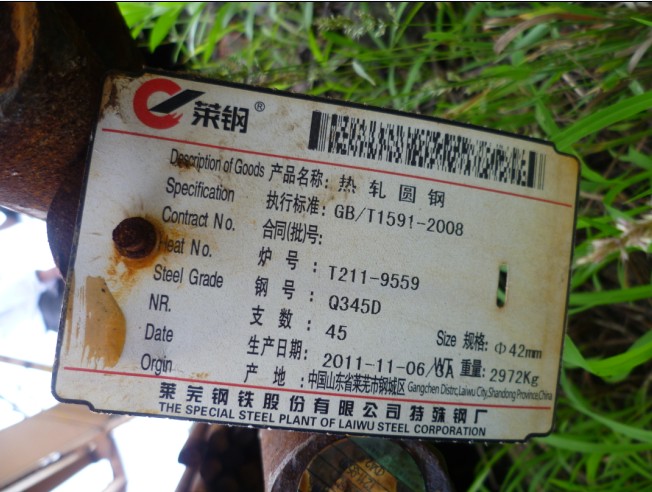 莱钢®
Description of Goods 产品名称: 热轧圆钢
Specification 执行标准: GB/T1591-2008
Contract No. 合同(批)号:
Heat No. 炉号: T211-9559
Steel Grade 钢号: Q345D
NR. 支数: 45 Size 规格: Φ42mm
Date 生产日期: 2011-11-06/3A WT 重量: 2972Kg
Orgin 产地: 中国山东省莱芜市钢城区 Gangchen Distrc,Laiwu City,Shandong Province,China
莱芜钢铁股份有限公司特殊钢厂
THE SPECIAL STEEL PLANT OF LAIWU STEEL CORPORATION